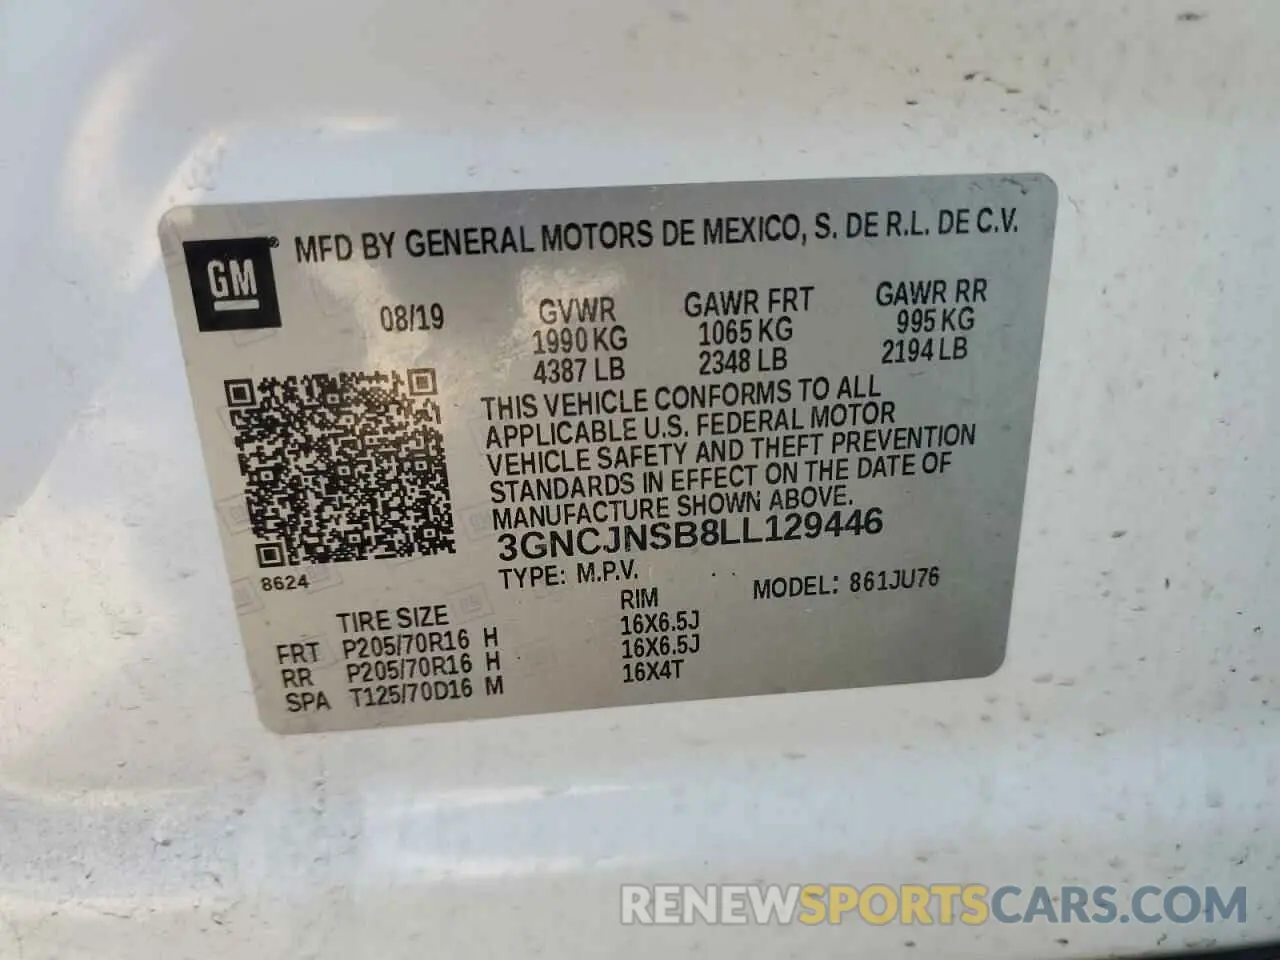 GM® MFD BY GENERAL MOTORS DE MEXICO, S. DE R.L. DE C.V.
08/19 GVWR GAWR FRT GAWR RR
1990 KG 1065 KG 995 KG
4387 LB 2348 LB 2194 LB
THIS VEHICLE CONFORMS TO ALL
APPLICABLE U.S. FEDERAL MOTOR
VEHICLE SAFETY AND THEFT PREVENTION
STANDARDS IN EFFECT ON THE DATE OF
MANUFACTURE SHOWN ABOVE.
3GNCJNSB8LL129446
8624 TYPE: M.P.V. MODEL: 861JU76
TIRE SIZE RIM
FRT P205/70R16 H 16X6.5J
RR P205/70R16 H 16X6.5J
SPA T125/70D16 M 16X4T
RENEWSPORTSCARS.COM